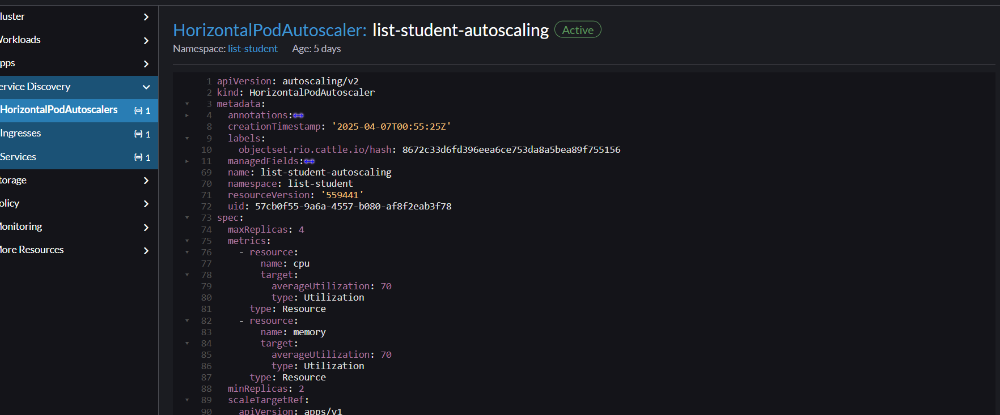 luster
Workloads
pps
ervice Discovery
HorizontalPodAutoscalers 1
Ingresses 1
Services 1
torage
olicy
Monitoring
More Resources
HorizontalPodAutoscaler: list-student-autoscaling Active
Namespace: list-student Age: 5 days
1 apiVersion: autoscaling/v2
2 kind: HorizontalPodAutoscaler
3 metadata:
4 annotations:
8 creationTimestamp: '2025-04-07T00:55:25Z'
9 labels:
10 objectset.rio.cattle.io/hash: 8672c33d6fd396eea6ce753da8a5bea89f755156
11 managedFields:
69 name: list-student-autoscaling
70 namespace: list-student
71 resourceVersion: '559441'
72 uid: 57cb0f55-9a6a-4557-b080-af8f2eab3f78
73 spec:
74 maxReplicas: 4
75 metrics:
76 - resource:
77 name: cpu
78 target:
79 averageUtilization: 70
80 type: Utilization
81 type: Resource
82 - resource:
83 name: memory
84 target:
85 averageUtilization: 70
86 type: Utilization
87 type: Resource
88 minReplicas: 2
89 scaleTargetRef:
90 apiVersion: apps/v1